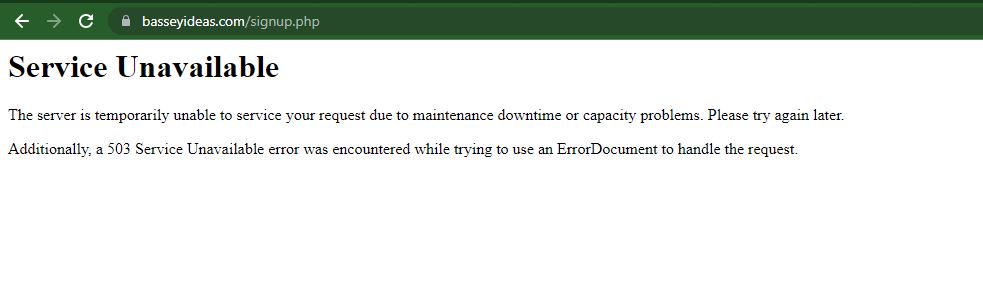 basseyideas.com/signup.php
Service Unavailable
The server is temporarily unable to service your request due to maintenance downtime or capacity problems. Please try again later.
Additionally, a 503 Service Unavailable error was encountered while trying to use an ErrorDocument to handle the request.